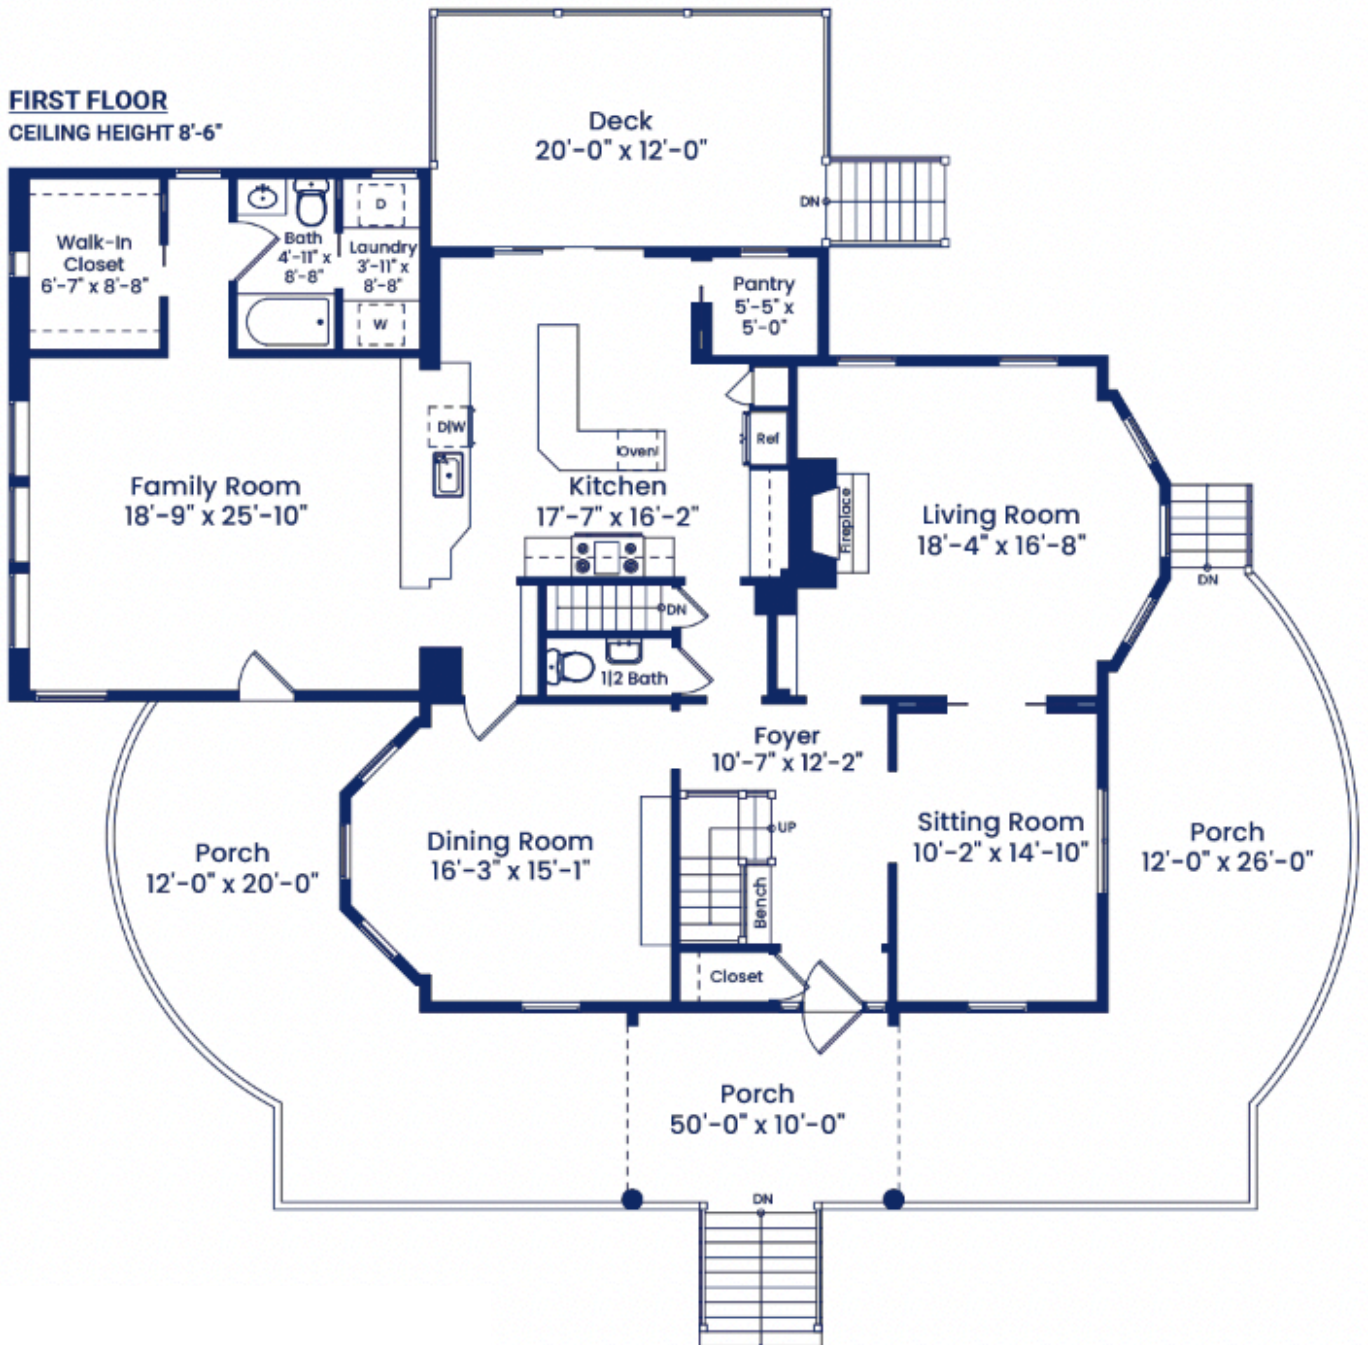 FIRST FLOOR
CEILING HEIGHT 8'-6"
Deck
20'-0" x 12'-0"
DN
Walk-In
Closet
6'-7" x 8'-8"
Bath
4'-11" x
8'-8"
D
Laundry
3'-11" x
8'-8"
W
Pantry
5'-5" x
5'-0"
D|W
Oven
Ref
Family Room
18'-9" x 25'-10"
Kitchen
17'-7" x 16'-2"
Fireplace
Living Room
18'-4" x 16'-8"
DN
DN
1|2 Bath
Foyer
10'-7" x 12'-2"
UP
Bench
Closet
Dining Room
16'-3" x 15'-1"
Sitting Room
10'-2" x 14'-10"
Porch
12'-0" x 20'-0"
Porch
12'-0" x 26'-0"
Porch
50'-0" x 10'-0"
DN